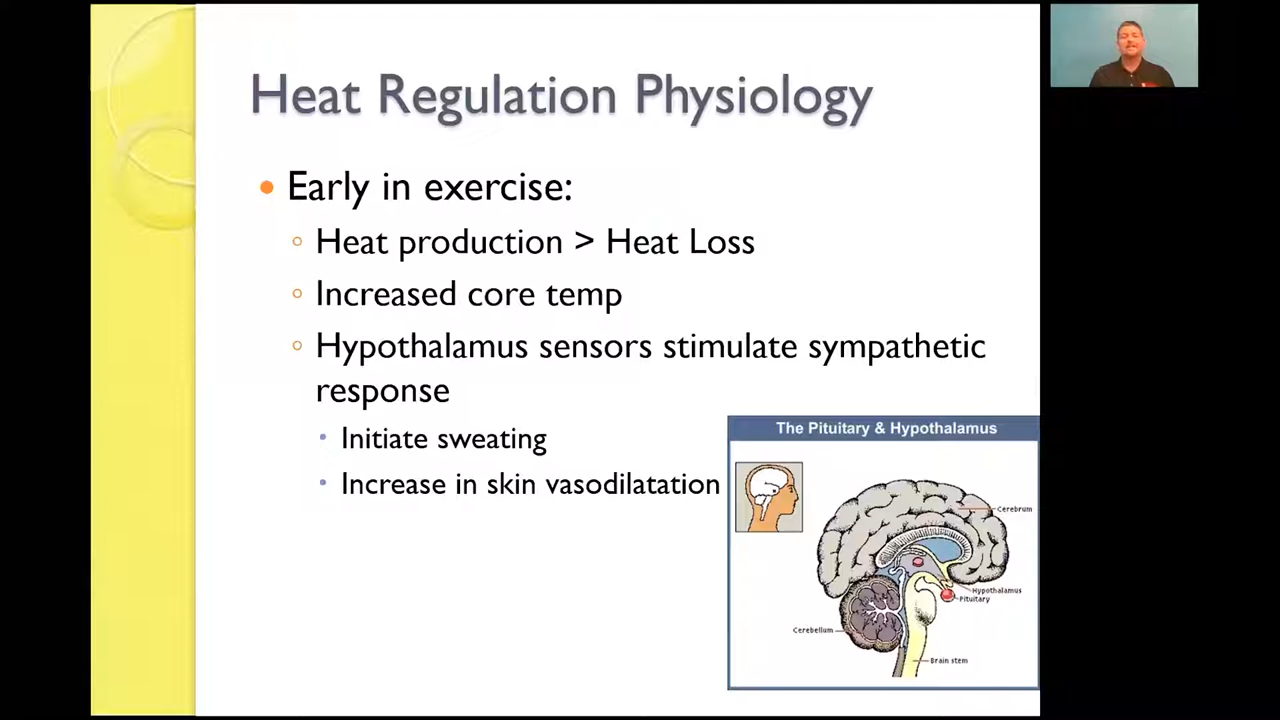 Heat Regulation Physiology
• Early in exercise:
◦ Heat production > Heat Loss
◦ Increased core temp
◦ Hypothalamus sensors stimulate sympathetic
response
• Initiate sweating
• Increase in skin vasodilatation
The Pituitary & Hypothalamus
Cerebrum
Hypothalamus
Pituitary
Cerebellum
Brain stem